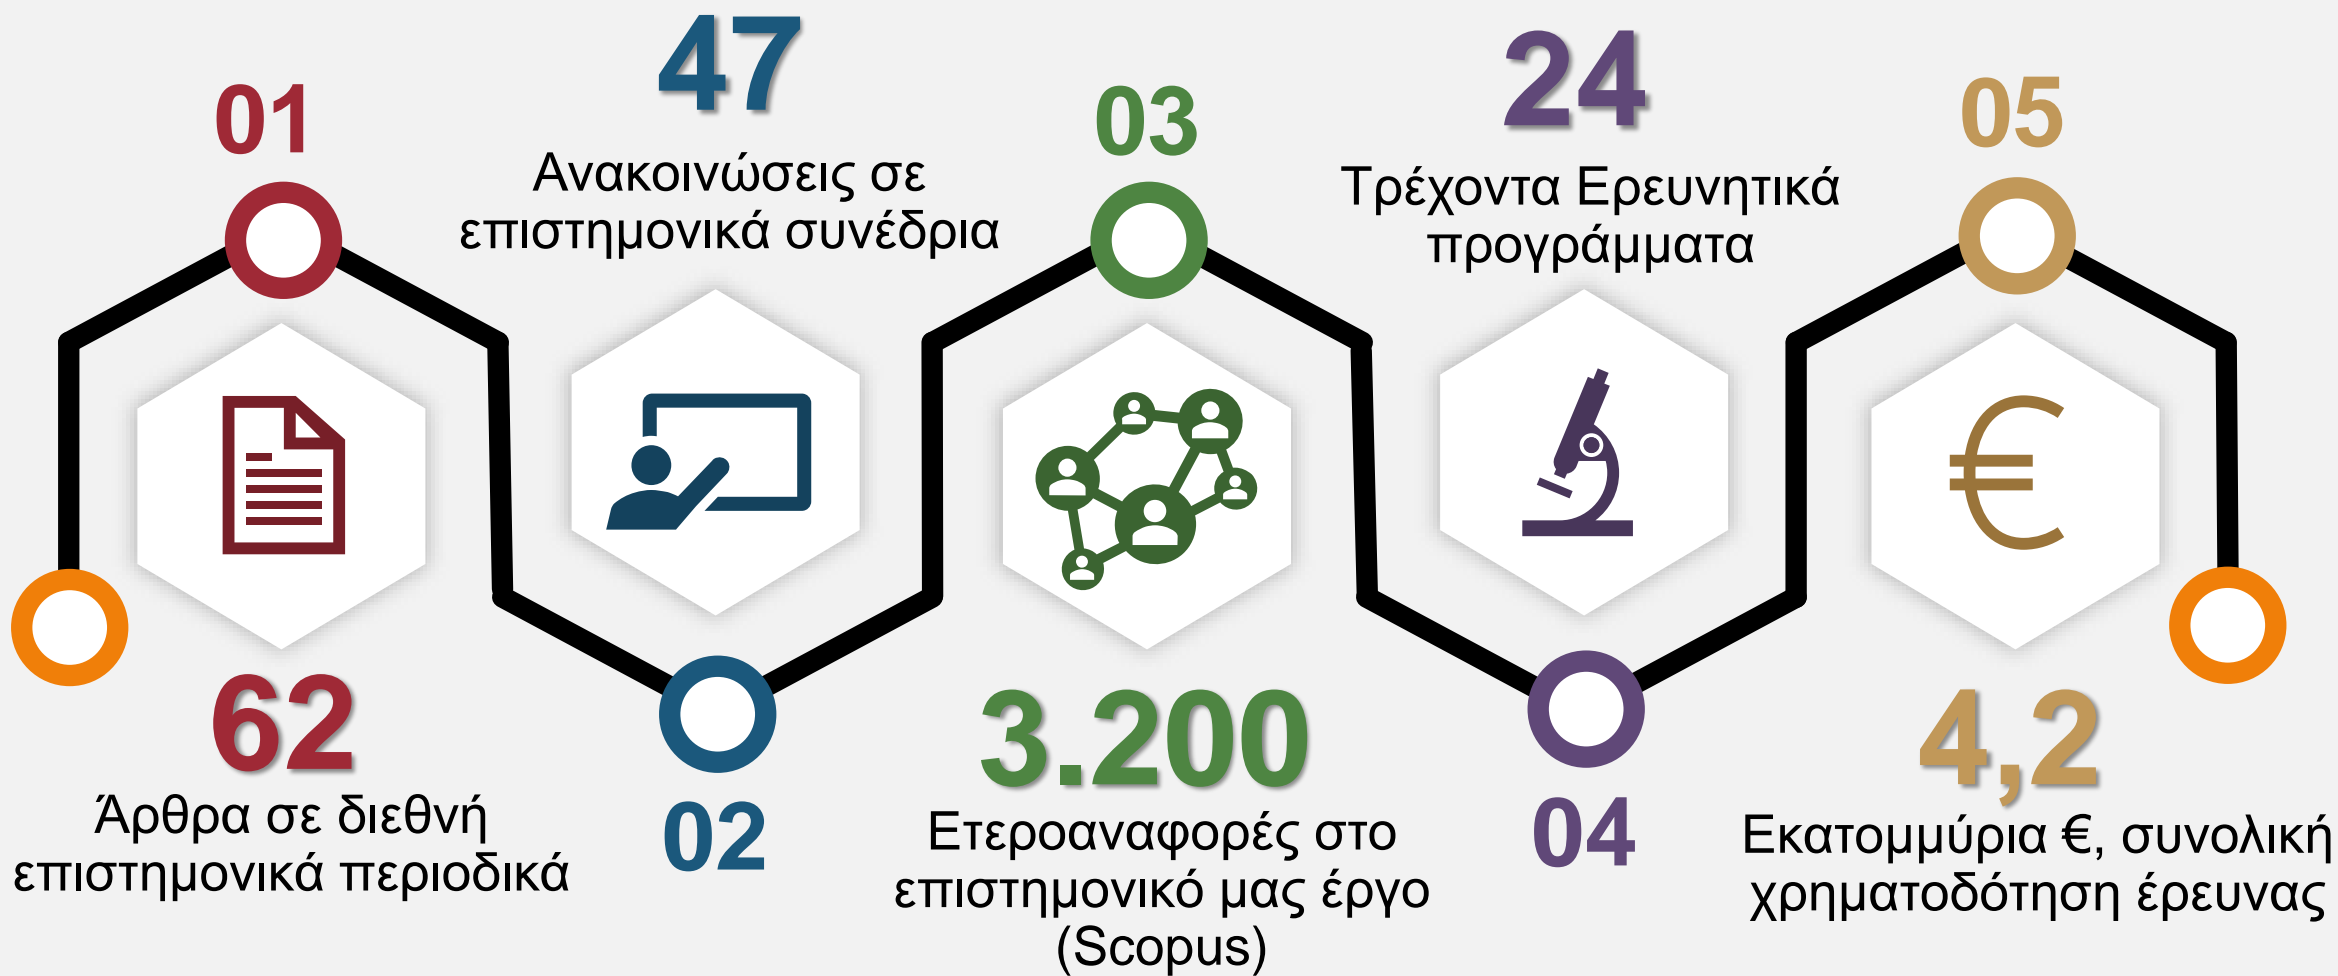 01
62
Άρθρα σε διεθνή
επιστημονικά περιοδικά
47
Ανακοινώσεις σε
επιστημονικά συνέδρια
02
03
3.200
Ετεροαναφορές στο
επιστημονικό μας έργο
(Scopus)
24
Τρέχοντα Ερευνητικά
προγράμματα
04
05
€
4,2
Εκατομμύρια €, συνολική
χρηματοδότηση έρευνας